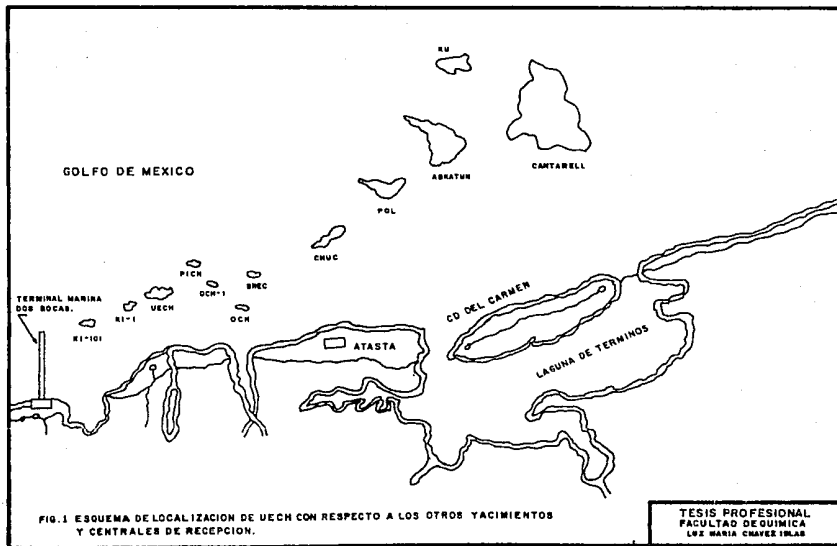 KU
GOLFO DE MEXICO
ABKATUN
CANTARELL
POL
CHUC
PICH
BHEC
OCH-1
UECH
OCH
KI-1
KI-101
TERMINAL MARINA
DOS BOCAS.
CD DEL CARMEN
ATASTA
LAGUNA DE TERMINOS
FIG.1 ESQUEMA DE LOCALIZACION DE UECH CON RESPECTO A LOS OTROS YACIMIENTOS
Y CENTRALES DE RECEPCION.
TESIS PROFESIONAL
FACULTAD DE QUIMICA
LUZ MARIA CHAVEZ ISLAS